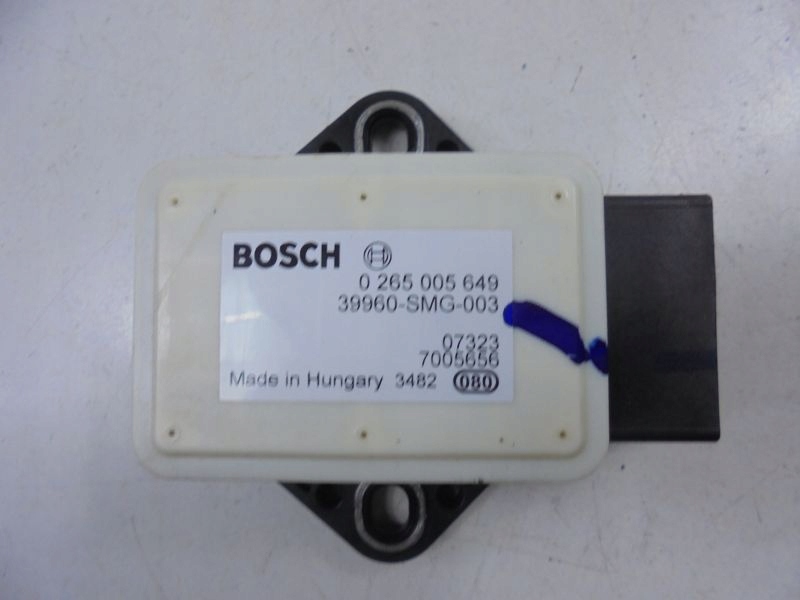 BOSCH
0 265 005 649
39960-SMG-003
07323
7005656
Made in Hungary 3482 080